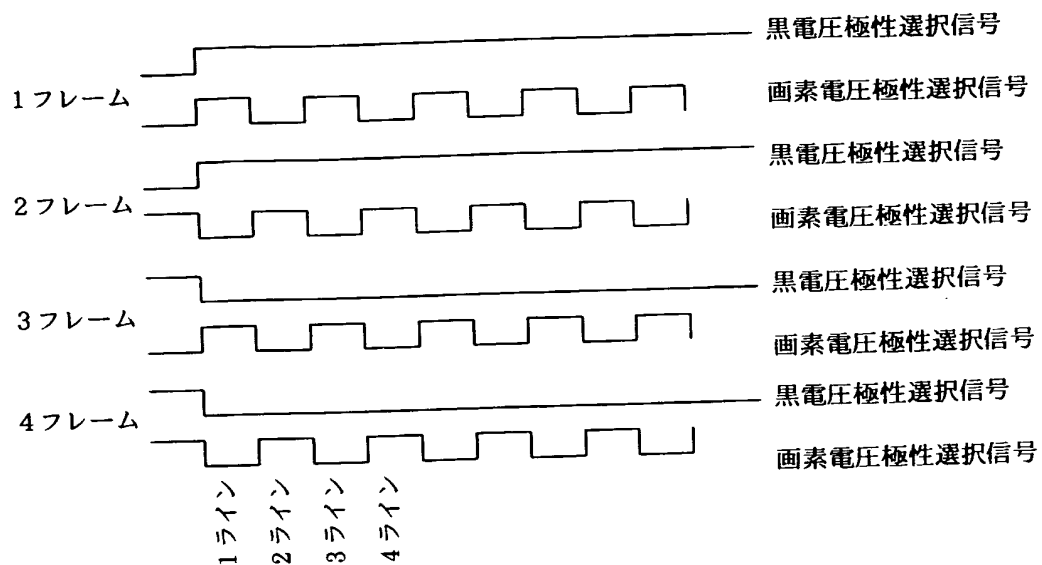 黒電圧極性選択信号
1フレーム
画素電圧極性選択信号
黒電圧極性選択信号
2フレーム
画素電圧極性選択信号
黒電圧極性選択信号
3フレーム
画素電圧極性選択信号
黒電圧極性選択信号
4フレーム
画素電圧極性選択信号
1ライン
2ライン
3ライン
4ライン